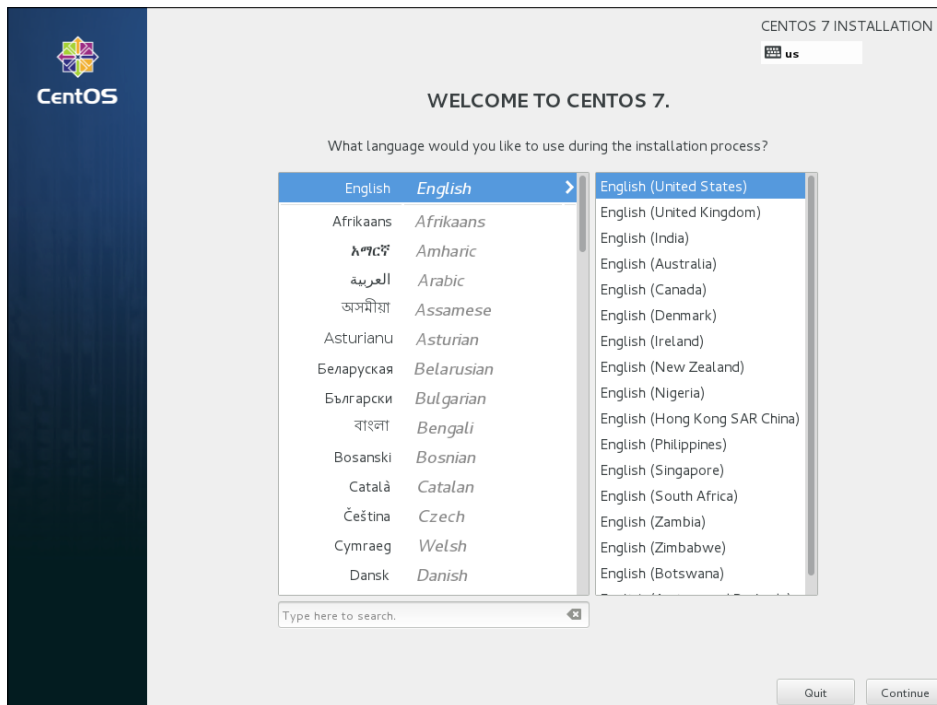 CentOS
CENTOS 7 INSTALLATION
us
WELCOME TO CENTOS 7.
What language would you like to use during the installation process?
English English
Afrikaans Afrikaans
አማርኛ Amharic
العربية Arabic
অসমীয়া Assamese
Asturianu Asturian
Беларуская Belarusian
Български Bulgarian
বাংলা Bengali
Bosanski Bosnian
Català Catalan
Čeština Czech
Cymraeg Welsh
Dansk Danish
Type here to search.
English (United States)
English (United Kingdom)
English (India)
English (Australia)
English (Canada)
English (Denmark)
English (Ireland)
English (New Zealand)
English (Nigeria)
English (Hong Kong SAR China)
English (Philippines)
English (Singapore)
English (South Africa)
English (Zambia)
English (Zimbabwe)
English (Botswana)
Quit
Continue